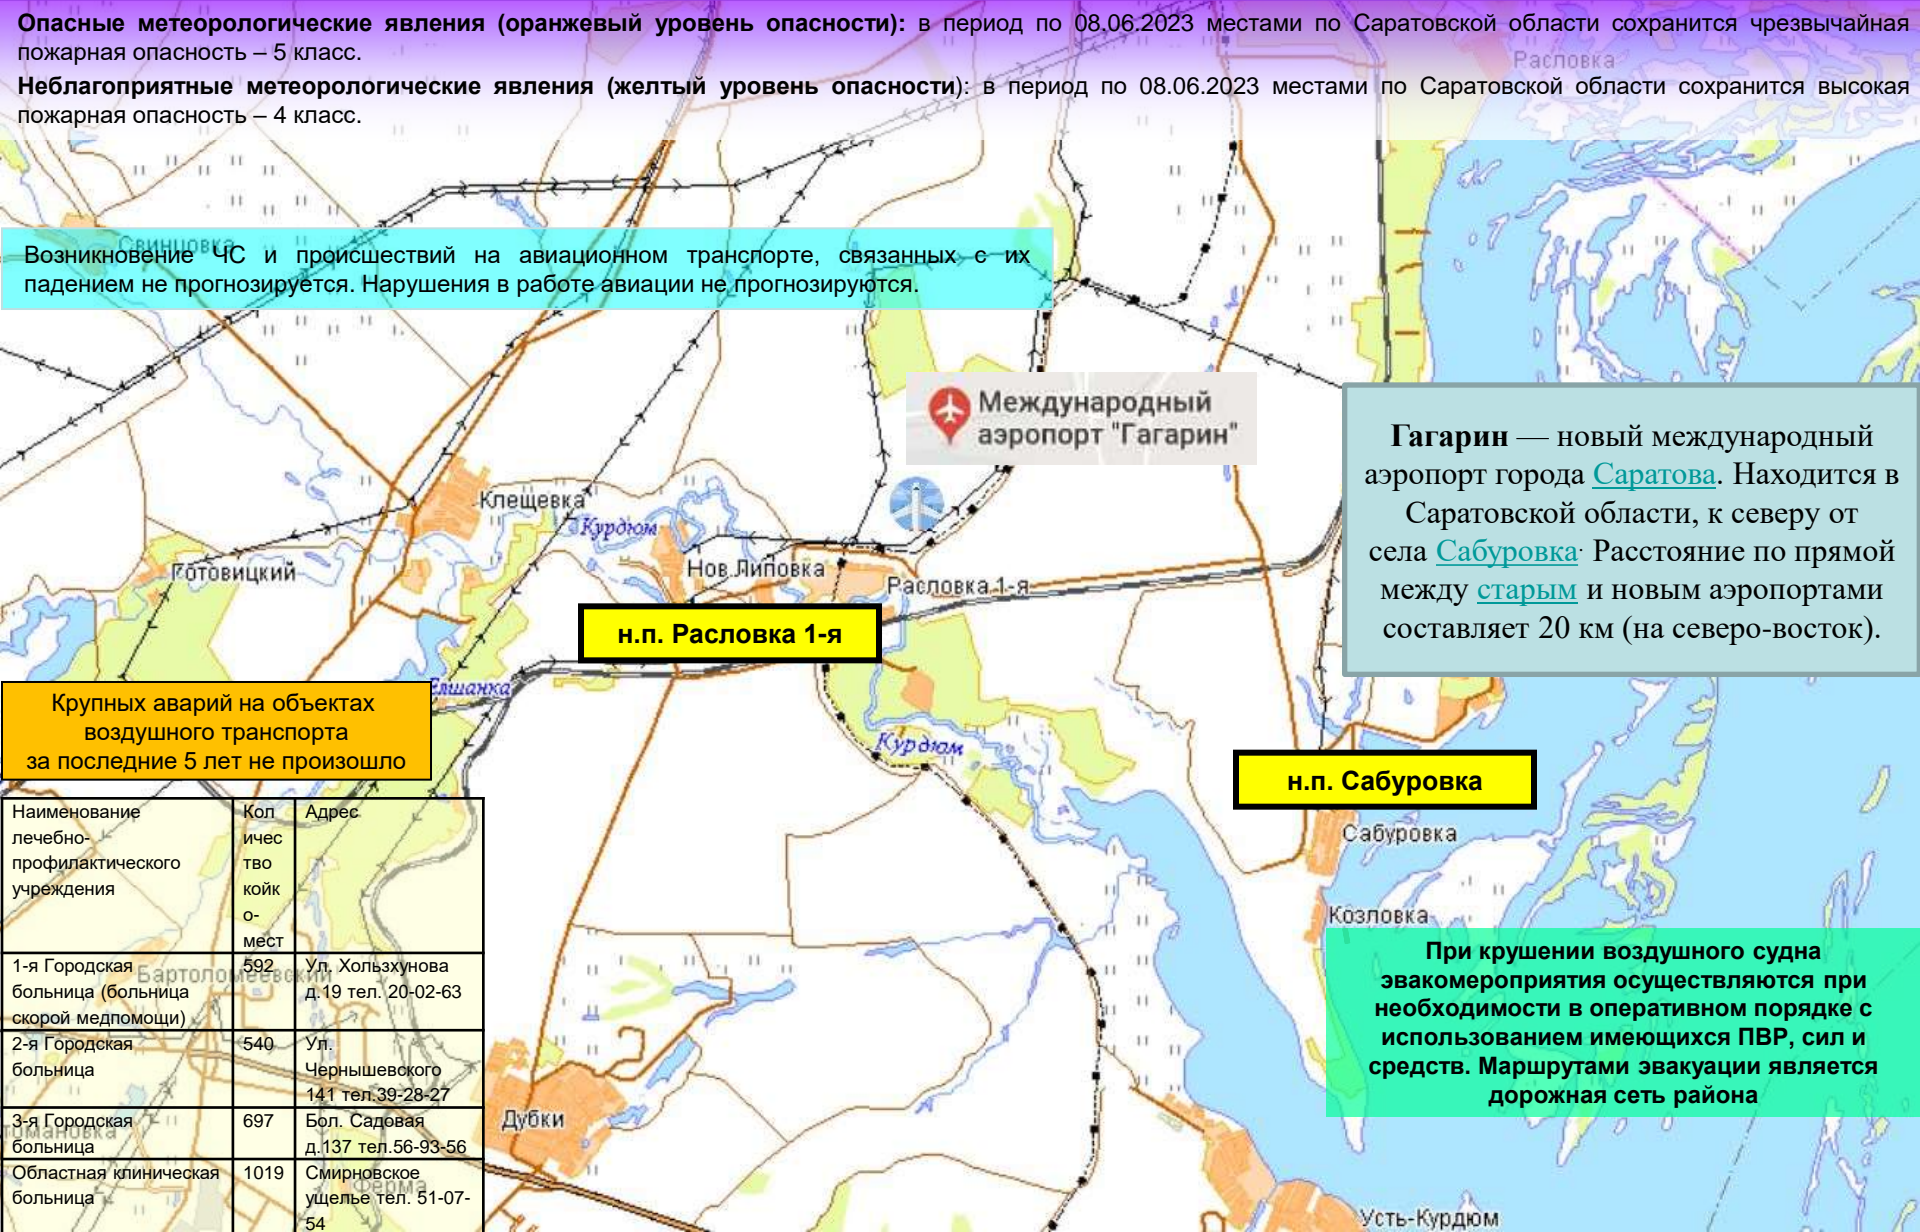 Опасные метеорологические явления (оранжевый уровень опасности): в период по 08.06.2023 местами по Саратовской области сохранится чрезвычайная
пожарная опасность – 5 класс.
Неблагоприятные метеорологические явления (желтый уровень опасности): в период по 08.06.2023 местами по Саратовской области сохранится высокая
пожарная опасность – 4 класс.
Расловка
Свинцовка
Возникновение ЧС и происшествий на авиационном транспорте, связанных с их
падением не прогнозируется. Нарушения в работе авиации не прогнозируются.
Международный
аэропорт "Гагарин"
Гагарин — новый международный
аэропорт города Саратова. Находится в
Саратовской области, к северу от
села Сабуровка. Расстояние по прямой
между старым и новым аэропортами
составляет 20 км (на северо-восток).
Клещевка
Курдюм
Готовицкий
Нов.Липовка
Расловка 1-я
н.п. Расловка 1-я
Елшанка
Крупных аварий на объектах
воздушного транспорта
за последние 5 лет не произошло
Курдюм
н.п. Сабуровка
Сабуровка
Козловка
Наименование
лечебно-
профилактического
учреждения
Кол
ичес
тво
койк
о-
мест
Адрес
1-я Городская
больница (больница
скорой медпомощи)
592
Ул. Хользхунова
д.19 тел. 20-02-63
Бартоломеевский
2-я Городская
больница
540
Ул.
Чернышевского
141 тел.39-28-27
3-я Городская
больница
697
Бол. Садовая
д.137 тел.56-93-56
Областная клиническая
больница
1019
Смирновское
ущелье тел. 51-07-
54
Ферма
Дубки
При крушении воздушного судна
эвакомероприятия осуществляются при
необходимости в оперативном порядке с
использованием имеющихся ПВР, сил и
средств. Маршрутами эвакуации является
дорожная сеть района
Усть-Курдюм